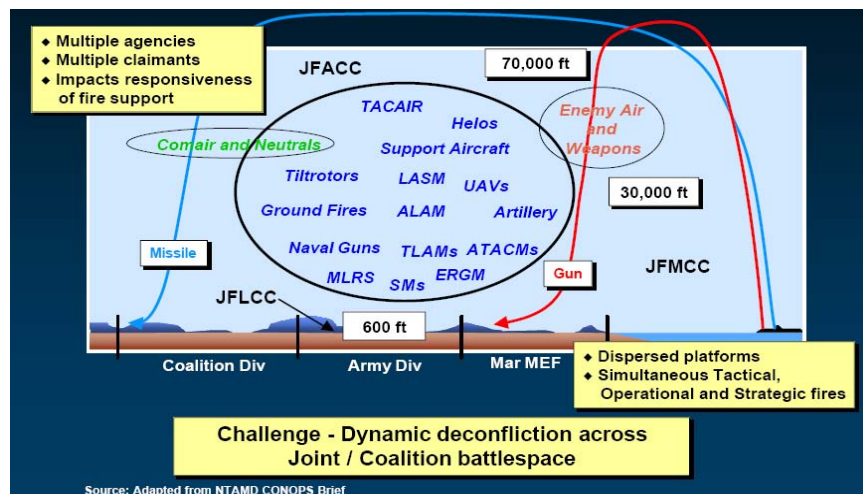 ◆ Multiple agencies
◆ Multiple claimants
◆ Impacts responsiveness
of fire support
JFACC
70,000 ft
TACAIR
Helos
Enemy Air
and
Weapons
Comair and Neutrals
Support Aircraft
Tiltrotors
LASM
UAVs
30,000 ft
Ground Fires
ALAM
Artillery
Naval Guns
TLAMs
ATACMs
Missile
Gun
JFMCC
MLRS
SMs
ERGM
JFLCC
600 ft
Coalition Div
Army Div
Mar MEF
◆ Dispersed platforms
◆ Simultaneous Tactical,
Operational and Strategic fires
Challenge - Dynamic deconfliction across
Joint / Coalition battlespace
Source: Adapted from NTAMD CONOPS Brief